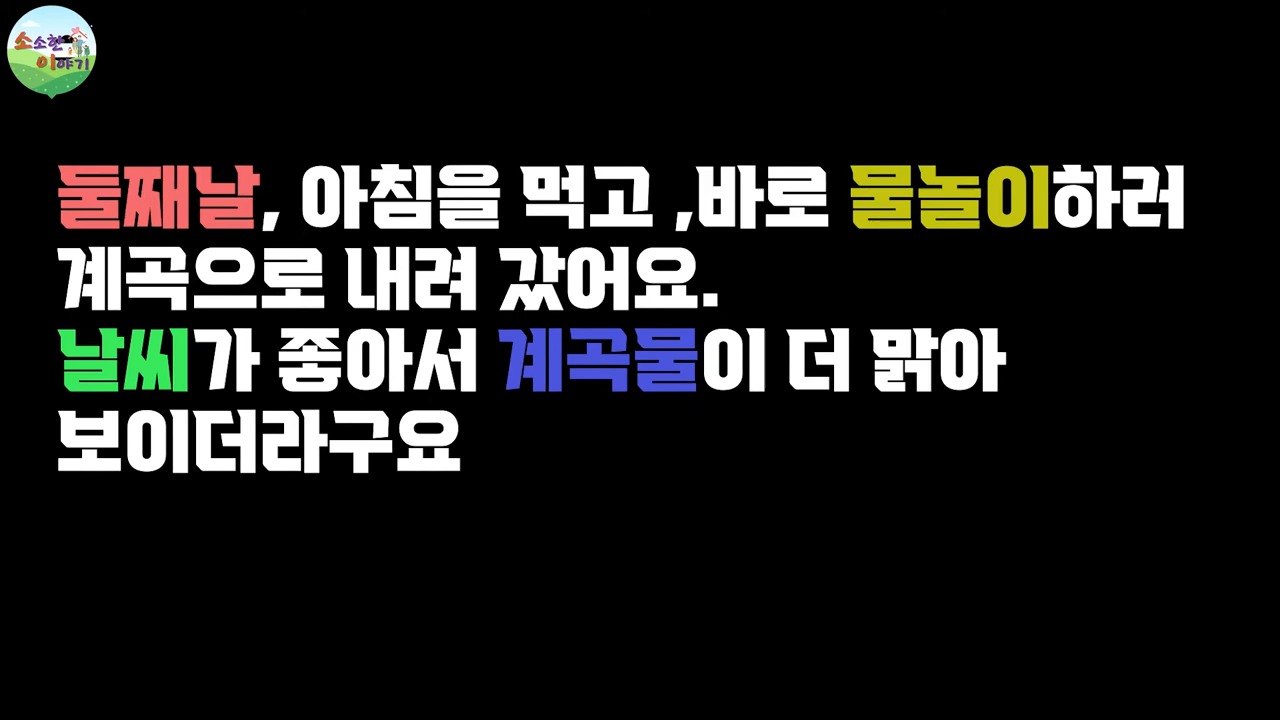 소소한
이야기
둘째날, 아침을 먹고 ,바로 물놀이하러
계곡으로 내려 갔어요.
날씨가 좋아서 계곡물이 더 맑아
보이더라구요